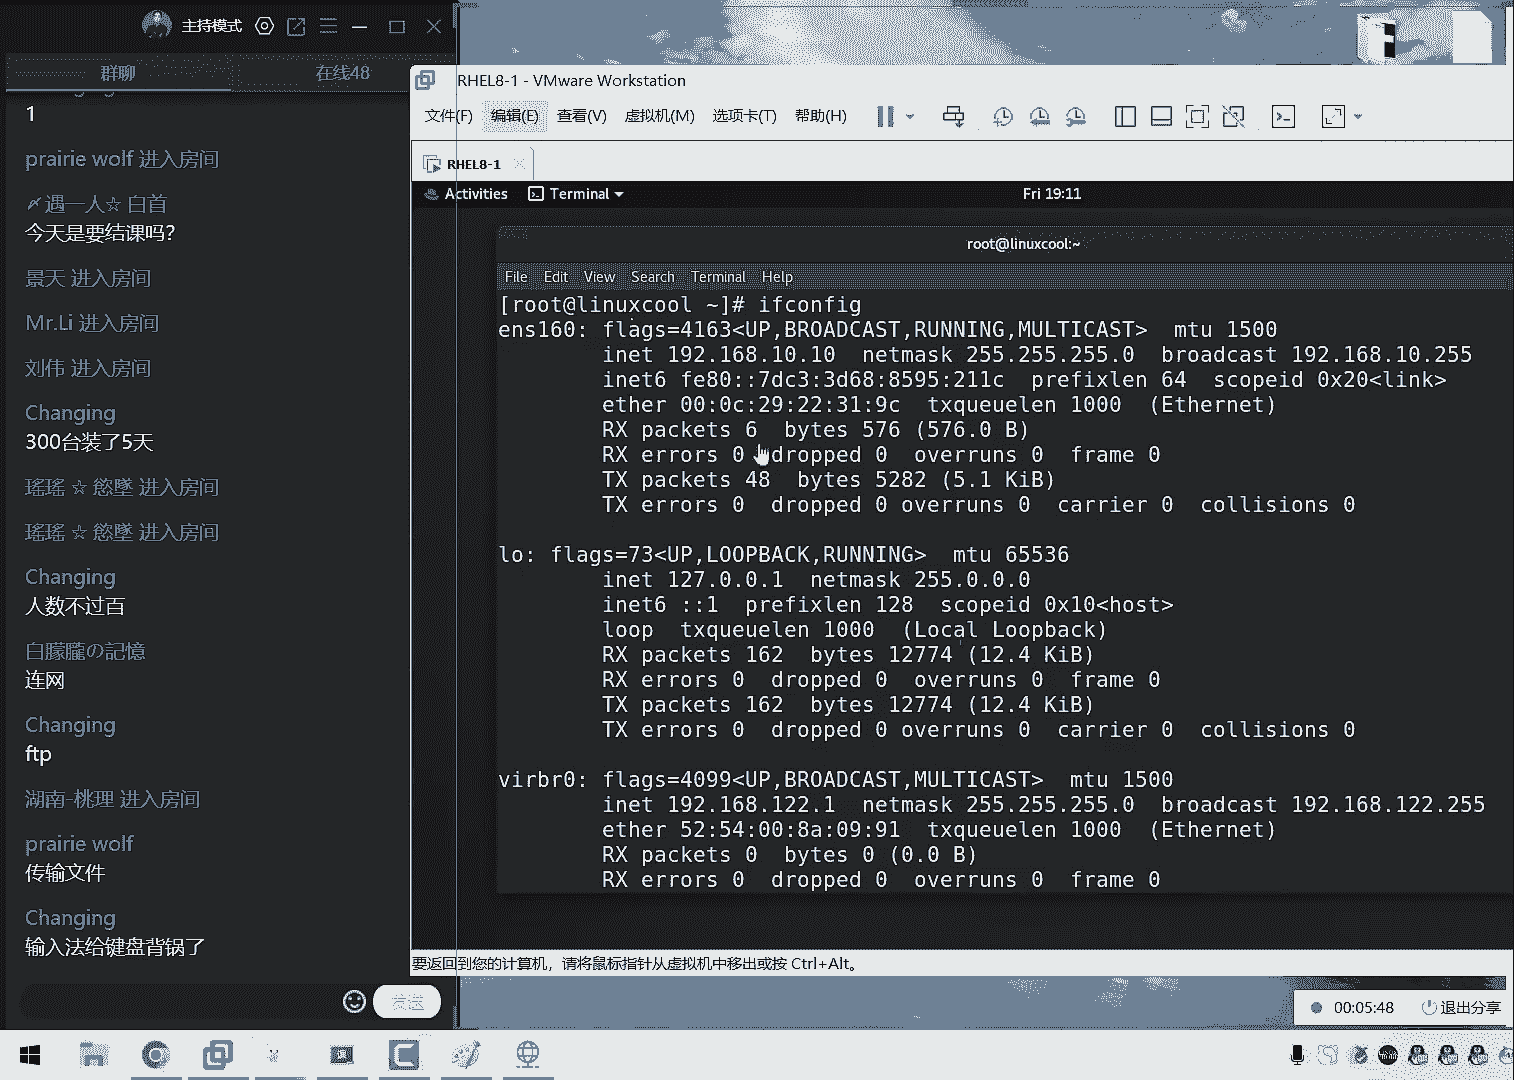 主持模式
群聊
在线48
1
prairie wolf 进入房间
〆遇一人☆ 白首
今天是要结课吗?
景天 进入房间
Mr.Li 进入房间
刘伟 进入房间
Changing
300台装了5天
瑤瑤 ☆ 慾墜 进入房间
瑤瑤 ☆ 慾墜 进入房间
Changing
人数不过百
白朦朧の記憶
连网
Changing
ftp
湖南-桃理 进入房间
prairie wolf
传输文件
Changing
输入法给键盘背锅了
发送
RHEL8-1 - VMware Workstation
文件(F) 编辑(E) 查看(V) 虚拟机(M) 选项卡(T) 帮助(H)
RHEL8-1
Activities Terminal Fri 19:11
root@linuxcool:~
File Edit View Search Terminal Help
[root@linuxcool ~]# ifconfig
ens160: flags=4163<UP,BROADCAST,RUNNING,MULTICAST> mtu 1500
inet 192.168.10.10 netmask 255.255.255.0 broadcast 192.168.10.255
inet6 fe80::7dc3:3d68:8595:211c prefixlen 64 scopeid 0x20<link>
ether 00:0c:29:22:31:9c txqueuelen 1000 (Ethernet)
RX packets 6 bytes 576 (576.0 B)
RX errors 0 dropped 0 overruns 0 frame 0
TX packets 48 bytes 5282 (5.1 KiB)
TX errors 0 dropped 0 overruns 0 carrier 0 collisions 0
lo: flags=73<UP,LOOPBACK,RUNNING> mtu 65536
inet 127.0.0.1 netmask 255.0.0.0
inet6 ::1 prefixlen 128 scopeid 0x10<host>
loop txqueuelen 1000 (Local Loopback)
RX packets 162 bytes 12774 (12.4 KiB)
RX errors 0 dropped 0 overruns 0 frame 0
TX packets 162 bytes 12774 (12.4 KiB)
TX errors 0 dropped 0 overruns 0 carrier 0 collisions 0
virbr0: flags=4099<UP,BROADCAST,MULTICAST> mtu 1500
inet 192.168.122.1 netmask 255.255.255.0 broadcast 192.168.122.255
ether 52:54:00:8a:09:91 txqueuelen 1000 (Ethernet)
RX packets 0 bytes 0 (0.0 B)
RX errors 0 dropped 0 overruns 0 frame 0
要返回到您的计算机，请将鼠标指针从虚拟机中移出或按 Ctrl+Alt。
00:05:48 退出分享